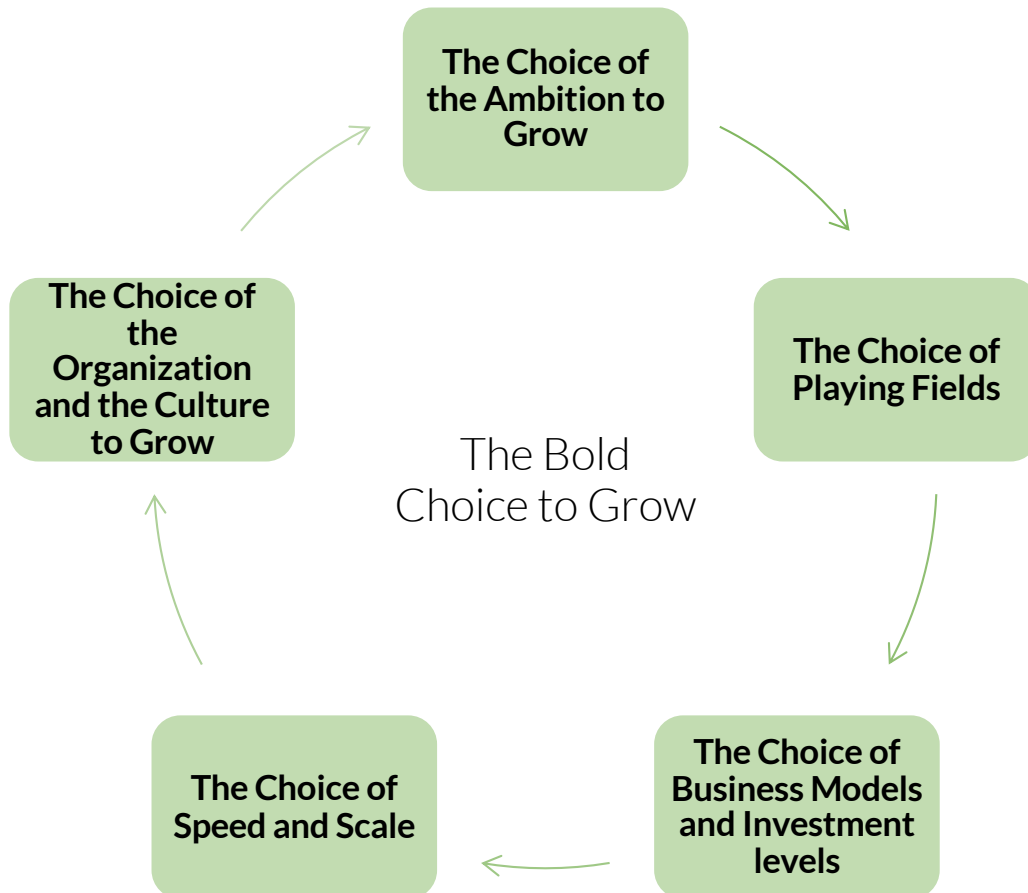 The Choice of
the Ambition to
Grow
The Choice of
the
Organization
and the Culture
to Grow
The Choice of
Playing Fields
The Bold
Choice to Grow
The Choice of
Speed and Scale
The Choice of
Business Models
and Investment
levels